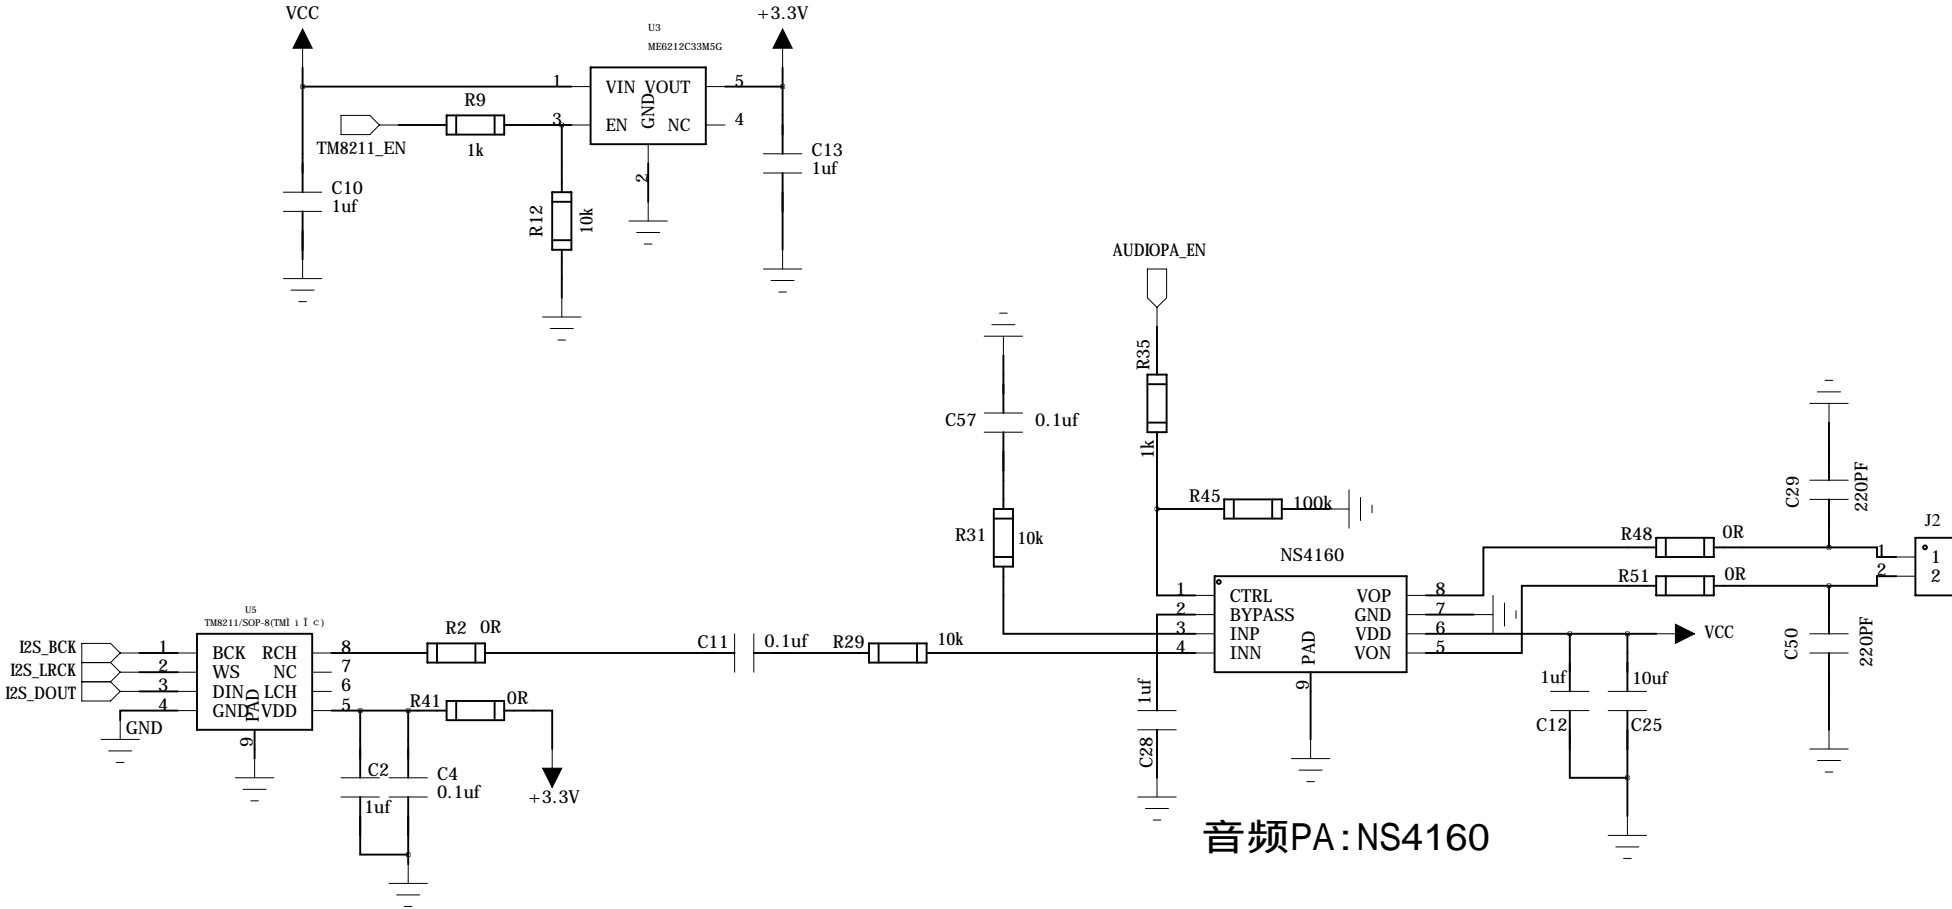 VCC
+3.3V
U3
ME6212C33M5G
1
VIN
VOUT
5
R9
3
EN
GND
NC
4
TM8211_EN
1k
C13
1uf
2
C10
1uf
R12
10k
AUDIOPA_EN
R35
1k
C57
0.1uf
R45
100k
R31
10k
C29
220PF
J2
R48
0R
1
1
R51
0R
2
2
NS4160
1
CTRL
VOP
8
2
BYPASS
GND
7
3
INP
VDD
6
4
INN
VON
5
PAD
9
VCC
C50
220PF
U5
I2S_BCK
1
BCK
RCH
8
I2S_LRCK
2
WS
NC
7
I2S_DOUT
3
DIN
LCH
6
4
GND
VDD
5
PAD
9
GND
R2
0R
C11
0.1uf
R29
10k
R41
0R
+3.3V
C2
1uf
C4
0.1uf
1uf
C28
1uf
C12
10uf
C25
音频PA:NS4160